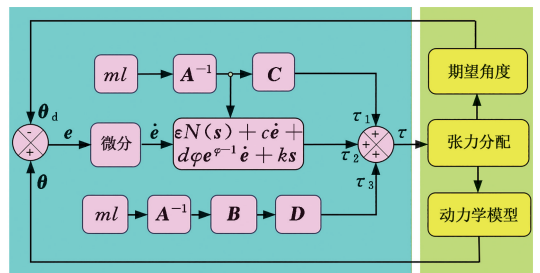 ml
A⁻¹
C
期望角度
θd
τ1
-
+
e
微分
ė
εN(s)+cė+
dφe^{φ-1}ė+ks
τ2
+
+
+
τ
张力分配
θ
τ3
ml
A⁻¹
B
D
动力学模型